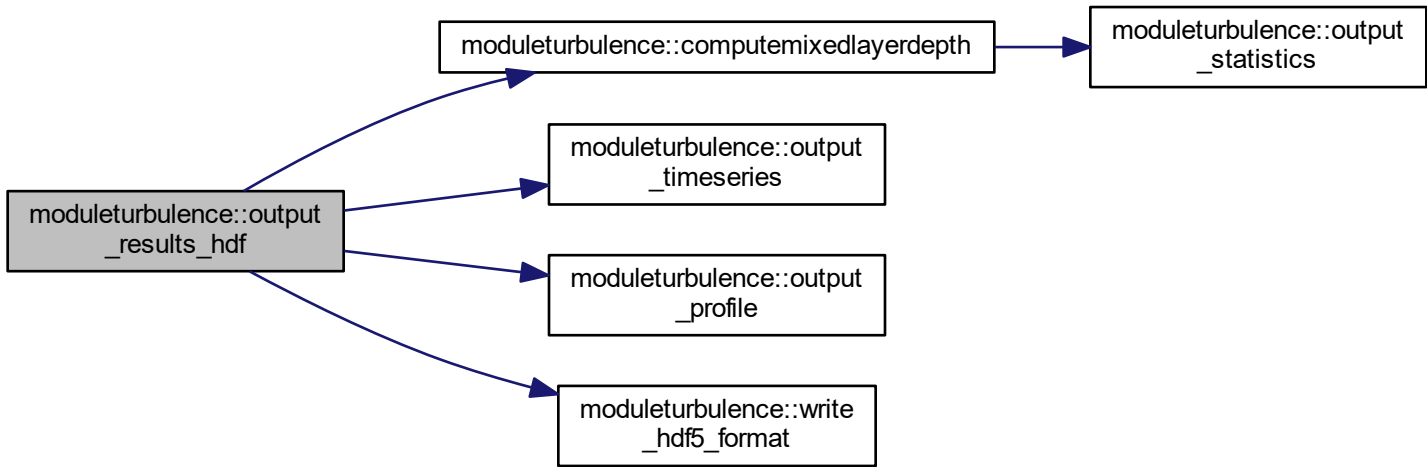 moduleturbulence::output
_results_hdf
moduleturbulence::computemixedlayerdepth
moduleturbulence::output
_statistics
moduleturbulence::output
_timeseries
moduleturbulence::output
_profile
moduleturbulence::write
_hdf5_format